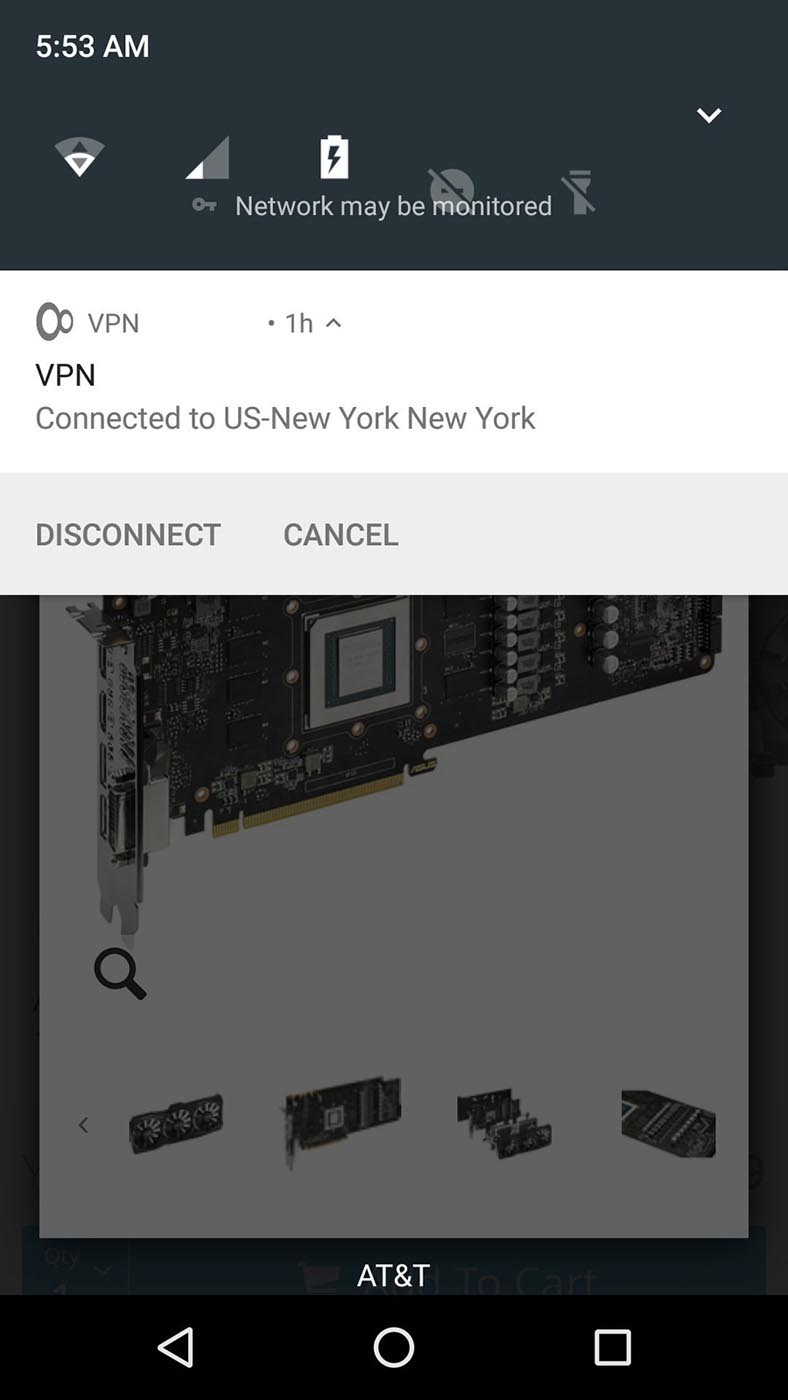 5:53 AM
Network may be monitored
VPN • 1h
VPN
Connected to US-New York New York
DISCONNECT CANCEL
ASUS
Qty
1
Add To Cart
AT&T